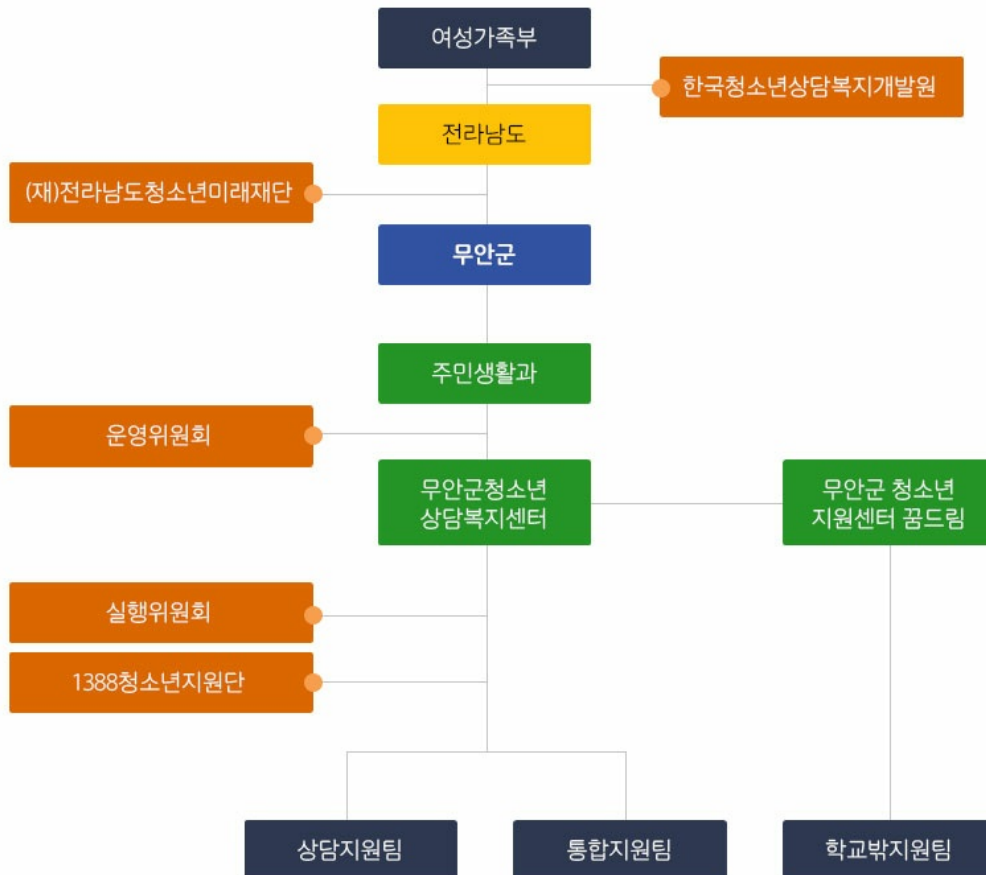 여성가족부
한국청소년상담복지개발원
전라남도
(재)전라남도청소년미래재단
무안군
주민생활과
운영위원회
무안군청소년
상담복지센터
무안군 청소년
지원센터 꿈드림
실행위원회
1388청소년지원단
상담지원팀
통합지원팀
학교밖지원팀